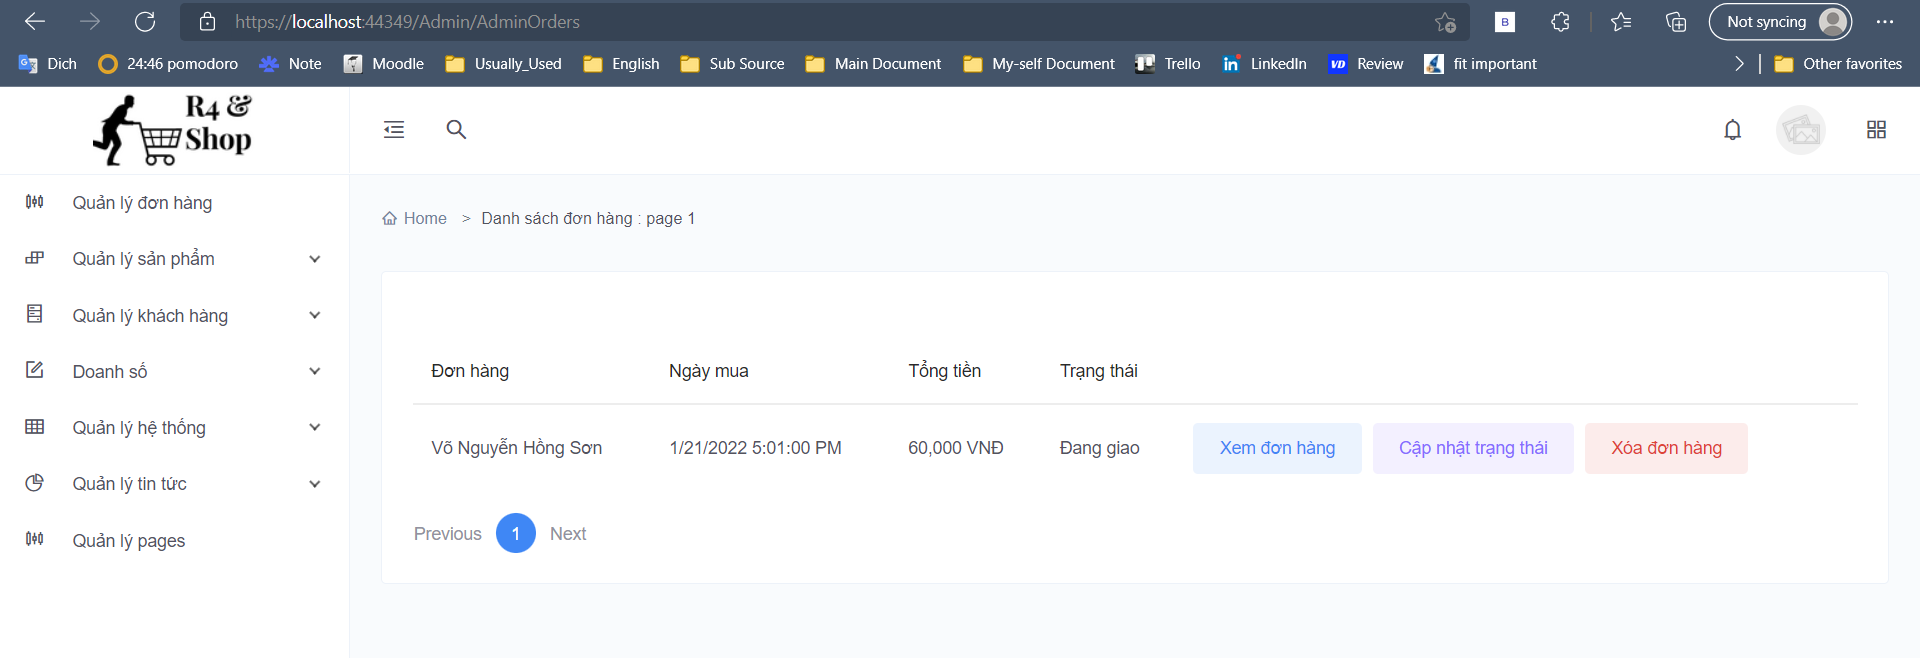 https://localhost:44349/Admin/AdminOrders
B
Not syncing
Dich
24:46 pomodoro
Note
Moodle
Usually_Used
English
Sub Source
Main Document
My-self Document
Trello
LinkedIn
Review
fit important
Other favorites
R4 &
Shop
Quản lý đơn hàng
Quản lý sản phẩm
Quản lý khách hàng
Doanh số
Quản lý hệ thống
Quản lý tin tức
Quản lý pages
Home > Danh sách đơn hàng : page 1
Đơn hàng Ngày mua Tổng tiền Trạng thái
Võ Nguyễn Hồng Sơn 1/21/2022 5:01:00 PM 60,000 VNĐ Đang giao Xem đơn hàng Cập nhật trạng thái Xóa đơn hàng
Previous 1 Next